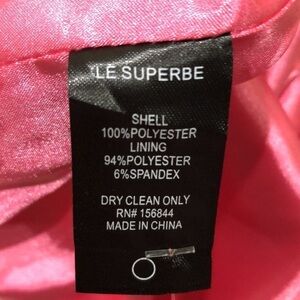 LE SUPERBE
SHELL
100%POLYESTER
LINING
94%POLYESTER
6%SPANDEX
DRY CLEAN ONLY
RN# 156844
MADE IN CHINA